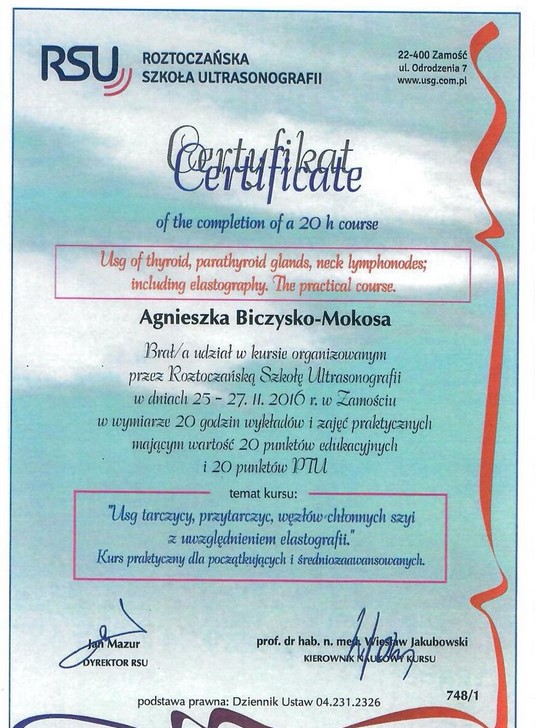 RSU ROZTOCZAŃSKA
SZKOŁA ULTRASONOGRAFII
22-400 Zamość
ul. Odrodzenia 7
www.usg.com.pl
Certyfikat
Certificate
of the completion of a 20 h course
Usg of thyroid, parathyroid glands, neck lymphonodes;
including elastography. The practical course.
Agnieszka Biczysko-Mokosa
Brał/a udział w kursie organizowanym
przez Roztoczańską Szkołę Ultrasonografii
w dniach 25 - 27. 11. 2016 r. w Zamościu
w wymiarze 20 godzin wykładów i zajęć praktycznych
mającym wartość 20 punktów edukacyjnych
i 20 punktów PTU
temat kursu:
"Usg tarczycy, przytarczyc, węzłów chłonnych szyi
z uwzględnieniem elastografii."
Kurs praktyczny dla początkujących i średniozaawansowanych.
Jan Mazur
DYREKTOR RSU
prof. dr hab. n. med. Wiesław Jakubowski
KIEROWNIK NAUKOWY KURSU
748/1
podstawa prawna: Dziennik Ustaw 04.231.2326